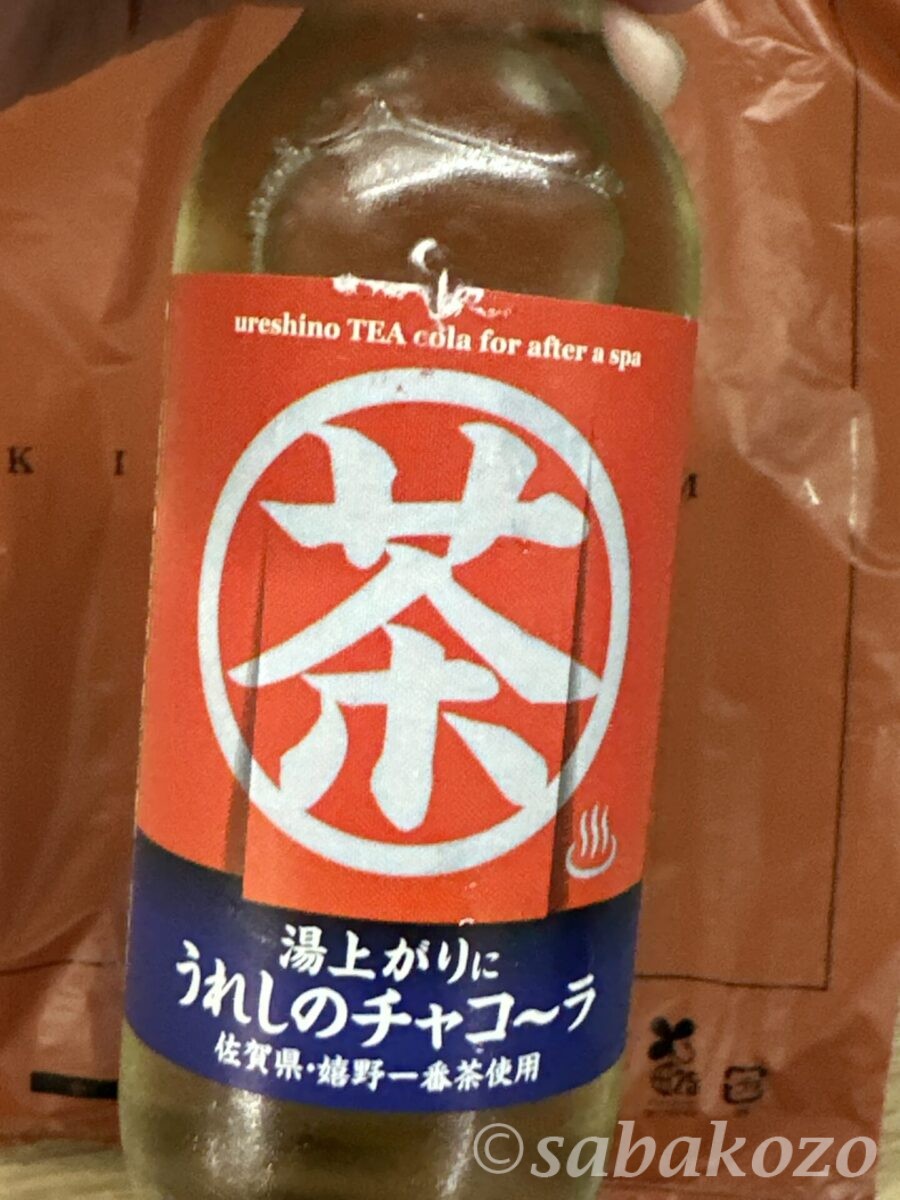 ureshino TEA cola for after a spa
茶
K I M
湯上がりに
うれしのチャコ〜ラ
佐賀県・嬉野一番茶使用
25
©sabakozo